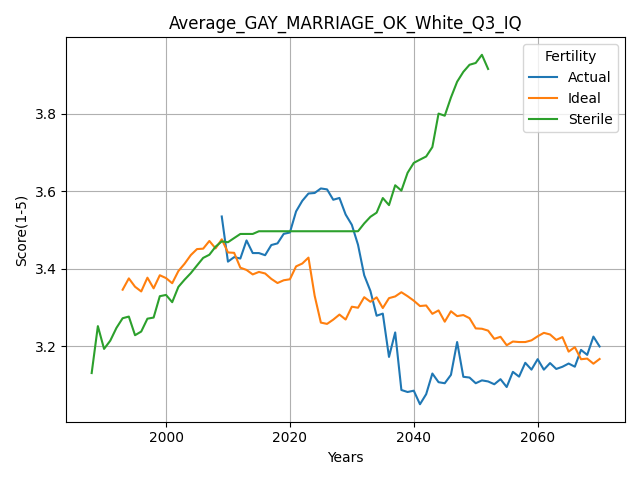 Average_GAY_MARRIAGE_OK_White_Q3_IQ
Fertility
Actual
Ideal
Sterile
Score(1-5)
3.8
3.6
3.4
3.2
2000
2020
2040
2060
Years